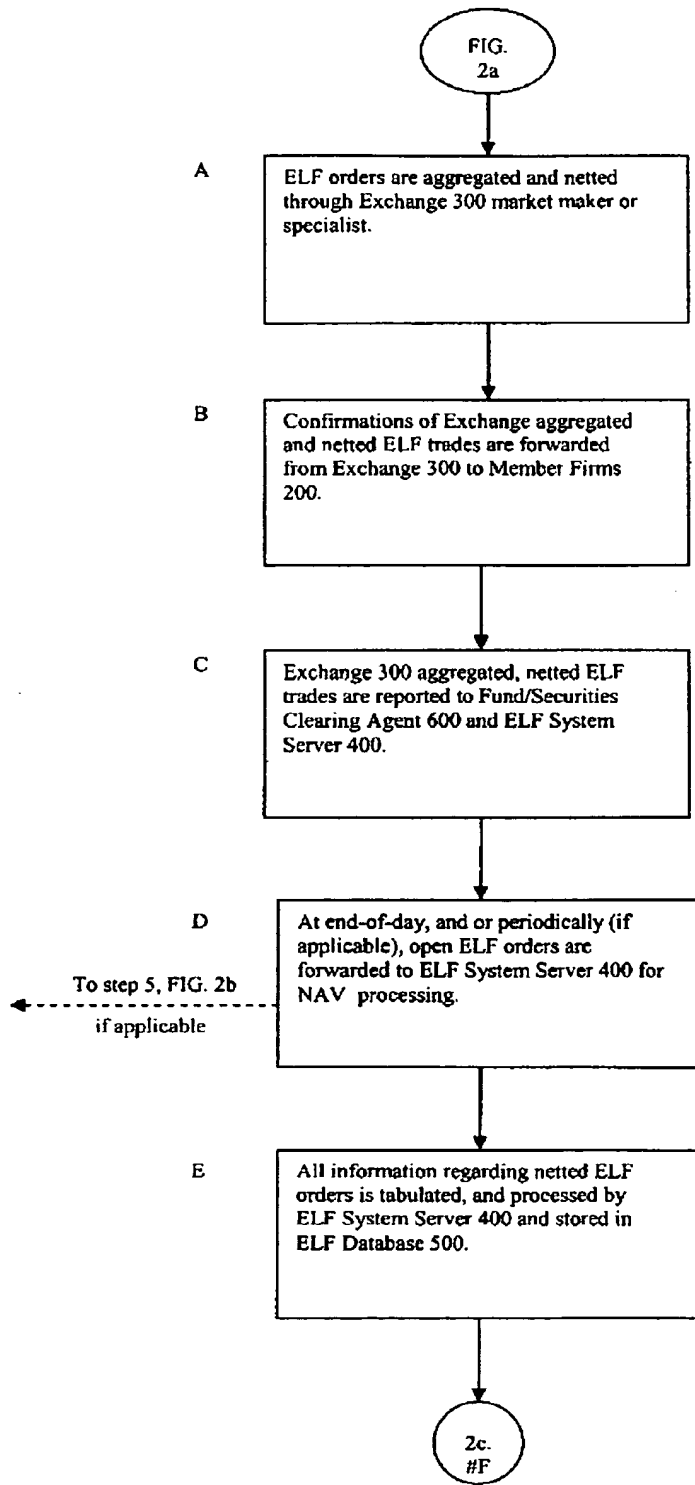 FIG.
2a
A
ELF orders are aggregated and netted
through Exchange 300 market maker or
specialist.
B
Confirmations of Exchange aggregated
and netted ELF trades are forwarded
from Exchange 300 to Member Firms
200.
C
Exchange 300 aggregated, netted ELF
trades are reported to Fund/Securities
Clearing Agent 600 and ELF System
Server 400.
D
At end-of-day, and or periodically (if
applicable), open ELF orders are
forwarded to ELF System Server 400 for
NAV processing.
To step 5, FIG. 2b
if applicable
E
All information regarding netted ELF
orders is tabulated, and processed by
ELF System Server 400 and stored in
ELF Database 500.
2c.
#F